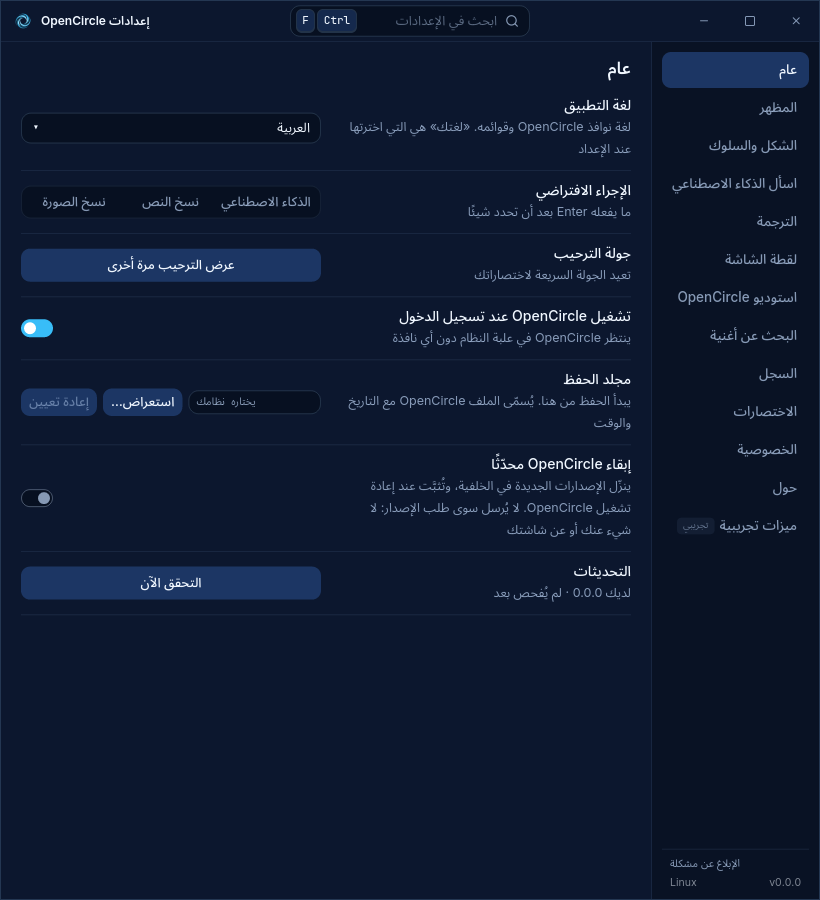 إعدادات OpenCircle
ابحث في الإعدادات
Ctrl F
عام
المظهر
الشكل والسلوك
اسأل الذكاء الاصطناعي
الترجمة
لقطة الشاشة
استوديو OpenCircle
البحث عن أغنية
السجل
الاختصارات
الخصوصية
حول
ميزات تجريبية تجريبي
الإبلاغ عن مشكلة
v0.0.0 Linux
عام
لغة التطبيق
لغة نوافذ OpenCircle وقوائمه. «لغتك» هي التي اخترتها
عند الإعداد
العربية
الإجراء الافتراضي
ما يفعله Enter بعد أن تحدد شيئًا
الذكاء الاصطناعي نسخ النص نسخ الصورة
جولة الترحيب
تعيد الجولة السريعة لاختصاراتك
عرض الترحيب مرة أخرى
تشغيل OpenCircle عند تسجيل الدخول
ينتظر OpenCircle في علبة النظام دون أي نافذة
مجلد الحفظ
يبدأ الحفظ من هنا. يُسمّى الملف OpenCircle مع التاريخ
والوقت
يختاره نظامك
استعراض...
إعادة تعيين
إبقاء OpenCircle محدّثًا
ينزّل الإصدارات الجديدة في الخلفية، وتُثبَّت عند إعادة
تشغيل OpenCircle. لا يُرسل سوى طلب الإصدار: لا
شيء عنك أو عن شاشتك
التحديثات
لديك 0.0.0 · لم يُفحص بعد
التحقق الآن